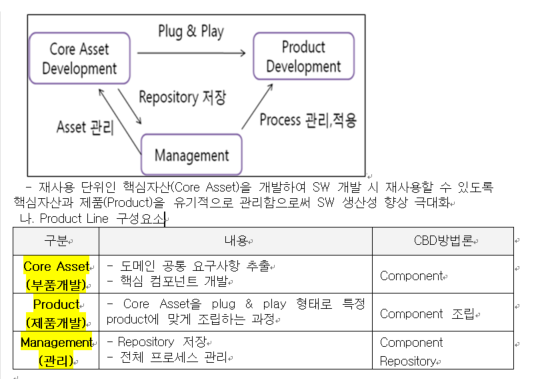 Plug & Play
Core Asset
Development
Product
Development
Repository 저장
Asset 관리
Process 관리,적용
Management
- 재사용 단위인 핵심자산(Core Asset)을 개발하여 SW 개발 시 재사용할 수 있도록
핵심자산과 제품(Product)을 유기적으로 관리함으로써 SW 생산성 향상 극대화
나. Product Line 구성요소
구분 내용 CBD방법론
Core Asset
(부품개발)
- 도메인 공통 요구사항 추출
- 핵심 컴포넌트 개발
Component
Product
(제품개발)
- Core Asset을 plug & play 형태로 특정
product에 맞게 조립하는 과정
Component 조립
Management
(관리)
- Repository 저장
- 전체 프로세스 관리
Component
Repository